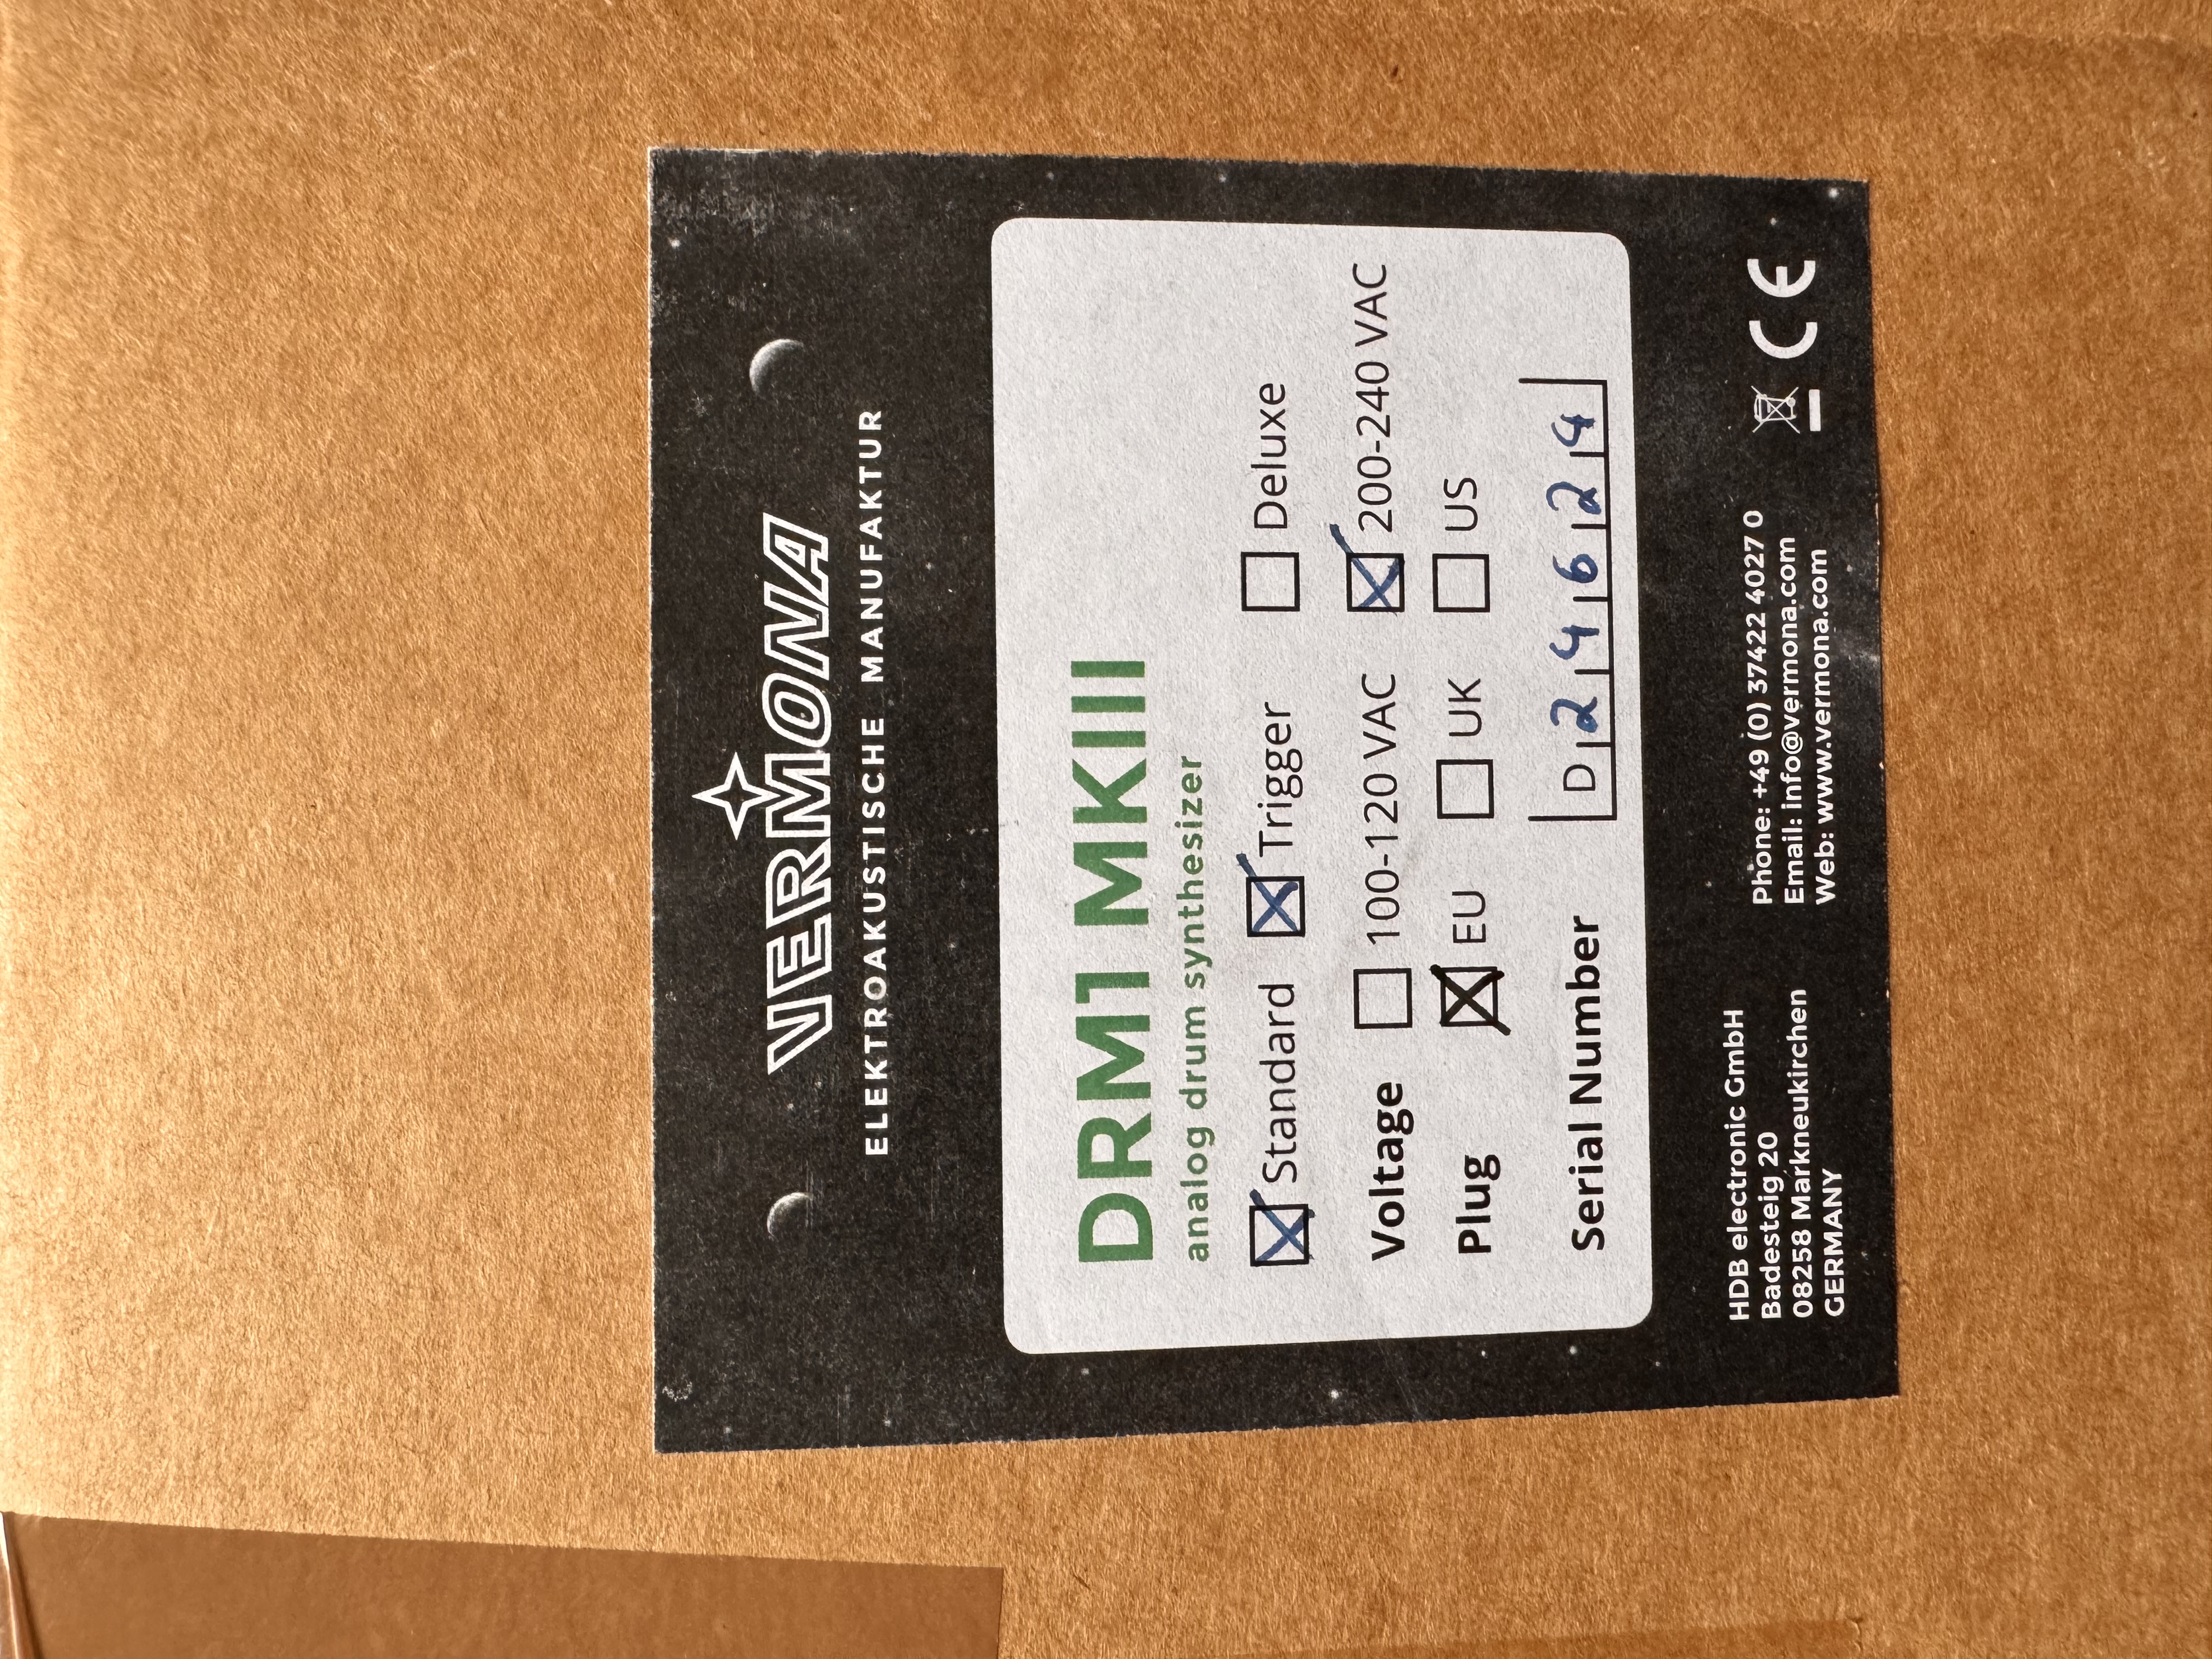 VERMONA
ELEKTROAKUSTISCHE MANUFAKTUR
DRM1 MKIII
analog drum synthesizer
☒ Standard ☒ Trigger ☐ Deluxe
Voltage ☐ 100-120 VAC ☒ 200-240 VAC
Plug ☒ EU ☐ UK ☐ US
Serial Number D 2 4 6 2 4
HDB electronic GmbH
Badesteig 20
08258 Markneukirchen
GERMANY
Phone: +49 (0) 37422 4027 0
Email: info@vermona.com
Web: www.vermona.com
CE